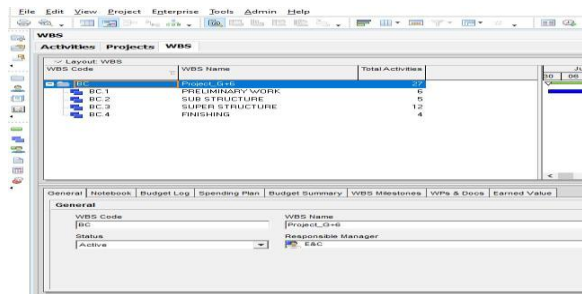 File Edit View Project Enterprise Tools Admin Help
WBS
Activities Projects WBS
Layout: WBS
WBS Code WBS Name Total Activities
30 06
BC Project_G+6 27
BC.1 PRELIMINARY WORK 6
BC.2 SUB STRUCTURE 5
BC.3 SUPER STRUCTURE 12
BC.4 FINISHING 4
General Notebook Budget Log Spending Plan Budget Summary WBS Milestones WPs & Docs Earned Value
General
WBS Code WBS Name
BC Project_G+6
Status Responsible Manager
Active E&C